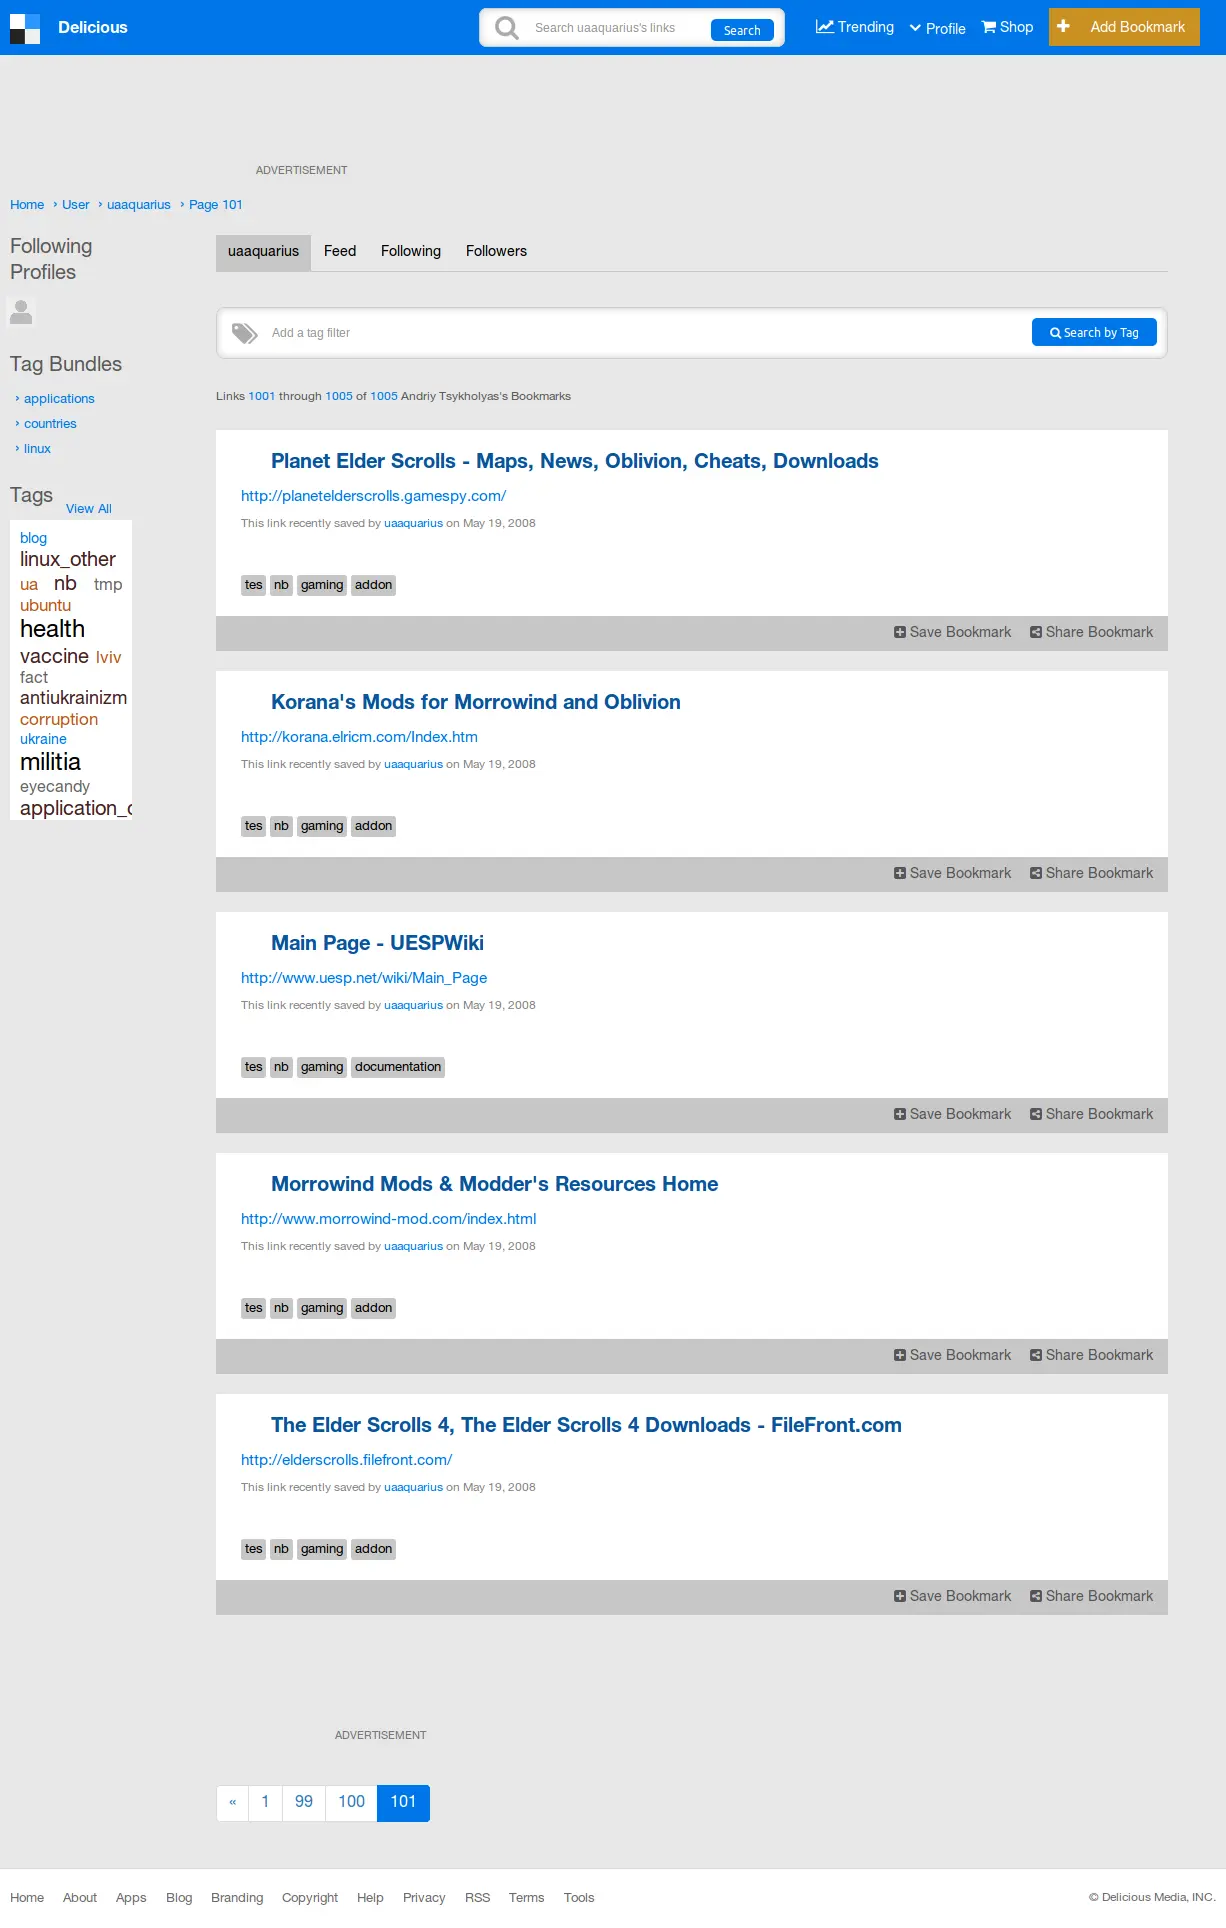 Delicious
Search uaaquarius's links Search
Trending Profile Shop Add Bookmark
ADVERTISEMENT
Home › User › uaaquarius › Page 101
Following
Profiles
Tag Bundles
› applications
› countries
› linux
Tags View All
blog
linux_other
ua nb tmp
ubuntu
health
vaccine lviv
fact
antiukrainizm
corruption
ukraine
militia
eyecandy
application_
uaaquarius Feed Following Followers
Add a tag filter Search by Tag
Links 1001 through 1005 of 1005 Andriy Tsykholyas's Bookmarks
Planet Elder Scrolls - Maps, News, Oblivion, Cheats, Downloads
http://planetelderscrolls.gamespy.com/
This link recently saved by uaaquarius on May 19, 2008
tes nb gaming addon
Save Bookmark Share Bookmark
Korana's Mods for Morrowind and Oblivion
http://korana.elricm.com/Index.htm
This link recently saved by uaaquarius on May 19, 2008
tes nb gaming addon
Save Bookmark Share Bookmark
Main Page - UESPWiki
http://www.uesp.net/wiki/Main_Page
This link recently saved by uaaquarius on May 19, 2008
tes nb gaming documentation
Save Bookmark Share Bookmark
Morrowind Mods & Modder's Resources Home
http://www.morrowind-mod.com/index.html
This link recently saved by uaaquarius on May 19, 2008
tes nb gaming addon
Save Bookmark Share Bookmark
The Elder Scrolls 4, The Elder Scrolls 4 Downloads - FileFront.com
http://elderscrolls.filefront.com/
This link recently saved by uaaquarius on May 19, 2008
tes nb gaming addon
Save Bookmark Share Bookmark
ADVERTISEMENT
« 1 99 100 101
Home About Apps Blog Branding Copyright Help Privacy RSS Terms Tools
© Delicious Media, INC.